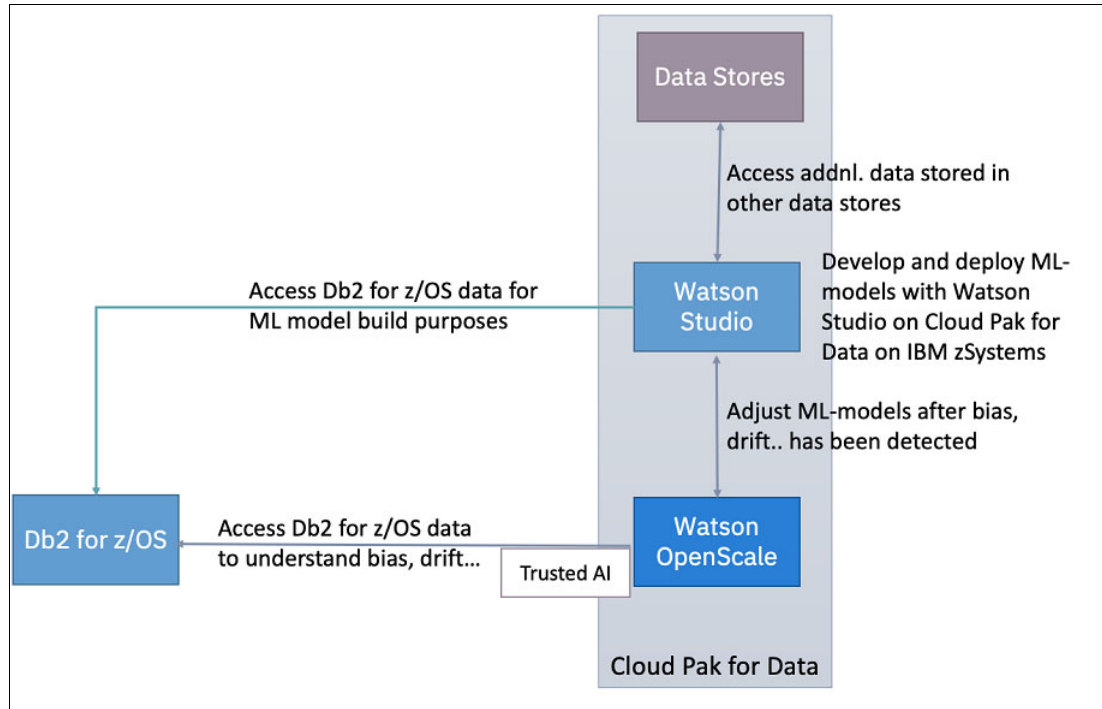 Data Stores
Access addnl. data stored in
other data stores
Watson
Studio
Develop and deploy ML-
models with Watson
Studio on Cloud Pak for
Data on IBM zSystems
Access Db2 for z/OS data for
ML model build purposes
Adjust ML-models after bias,
drift.. has been detected
Db2 for z/OS
Access Db2 for z/OS data
to understand bias, drift...
Trusted AI
Watson
OpenScale
Cloud Pak for Data